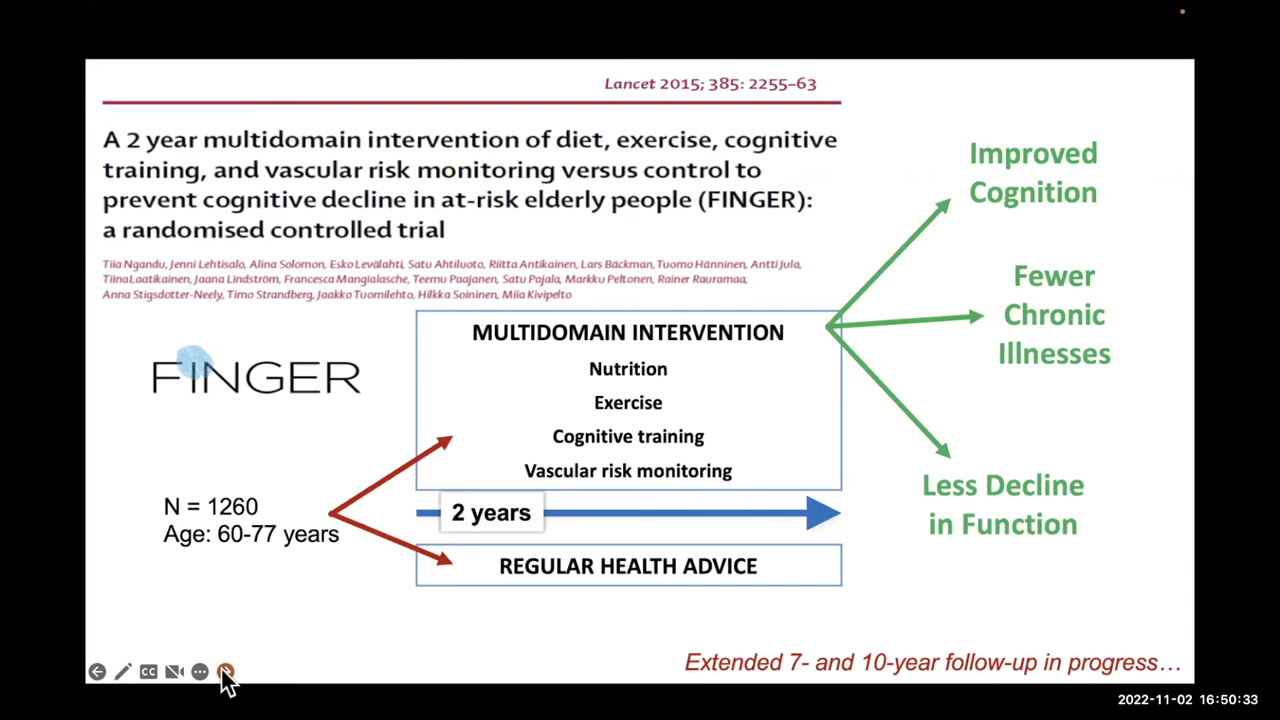 Lancet 2015; 385: 2255–63
A 2 year multidomain intervention of diet, exercise, cognitive
training, and vascular risk monitoring versus control to
prevent cognitive decline in at-risk elderly people (FINGER):
a randomised controlled trial
Tiia Ngandu, Jenni Lehtisalo, Alina Solomon, Esko Levälahti, Satu Ahtiluoto, Riitta Antikainen, Lars Bäckman, Tuomo Hänninen, Antti Jula,
Tiina Laatikainen, Jaana Lindström, Francesca Mangialasche, Teemu Paajanen, Satu Pajala, Markku Peltonen, Rainer Rauramaa,
Anna Stigsdotter-Neely, Timo Strandberg, Jaakko Tuomilehto, Hilkka Soininen, Miia Kivipelto
FINGER
N = 1260
Age: 60-77 years
MULTIDOMAIN INTERVENTION
Nutrition
Exercise
Cognitive training
Vascular risk monitoring
2 years
REGULAR HEALTH ADVICE
Improved
Cognition
Fewer
Chronic
Illnesses
Less Decline
in Function
Extended 7- and 10-year follow-up in progress…
CC
2022-11-02 16:50:33